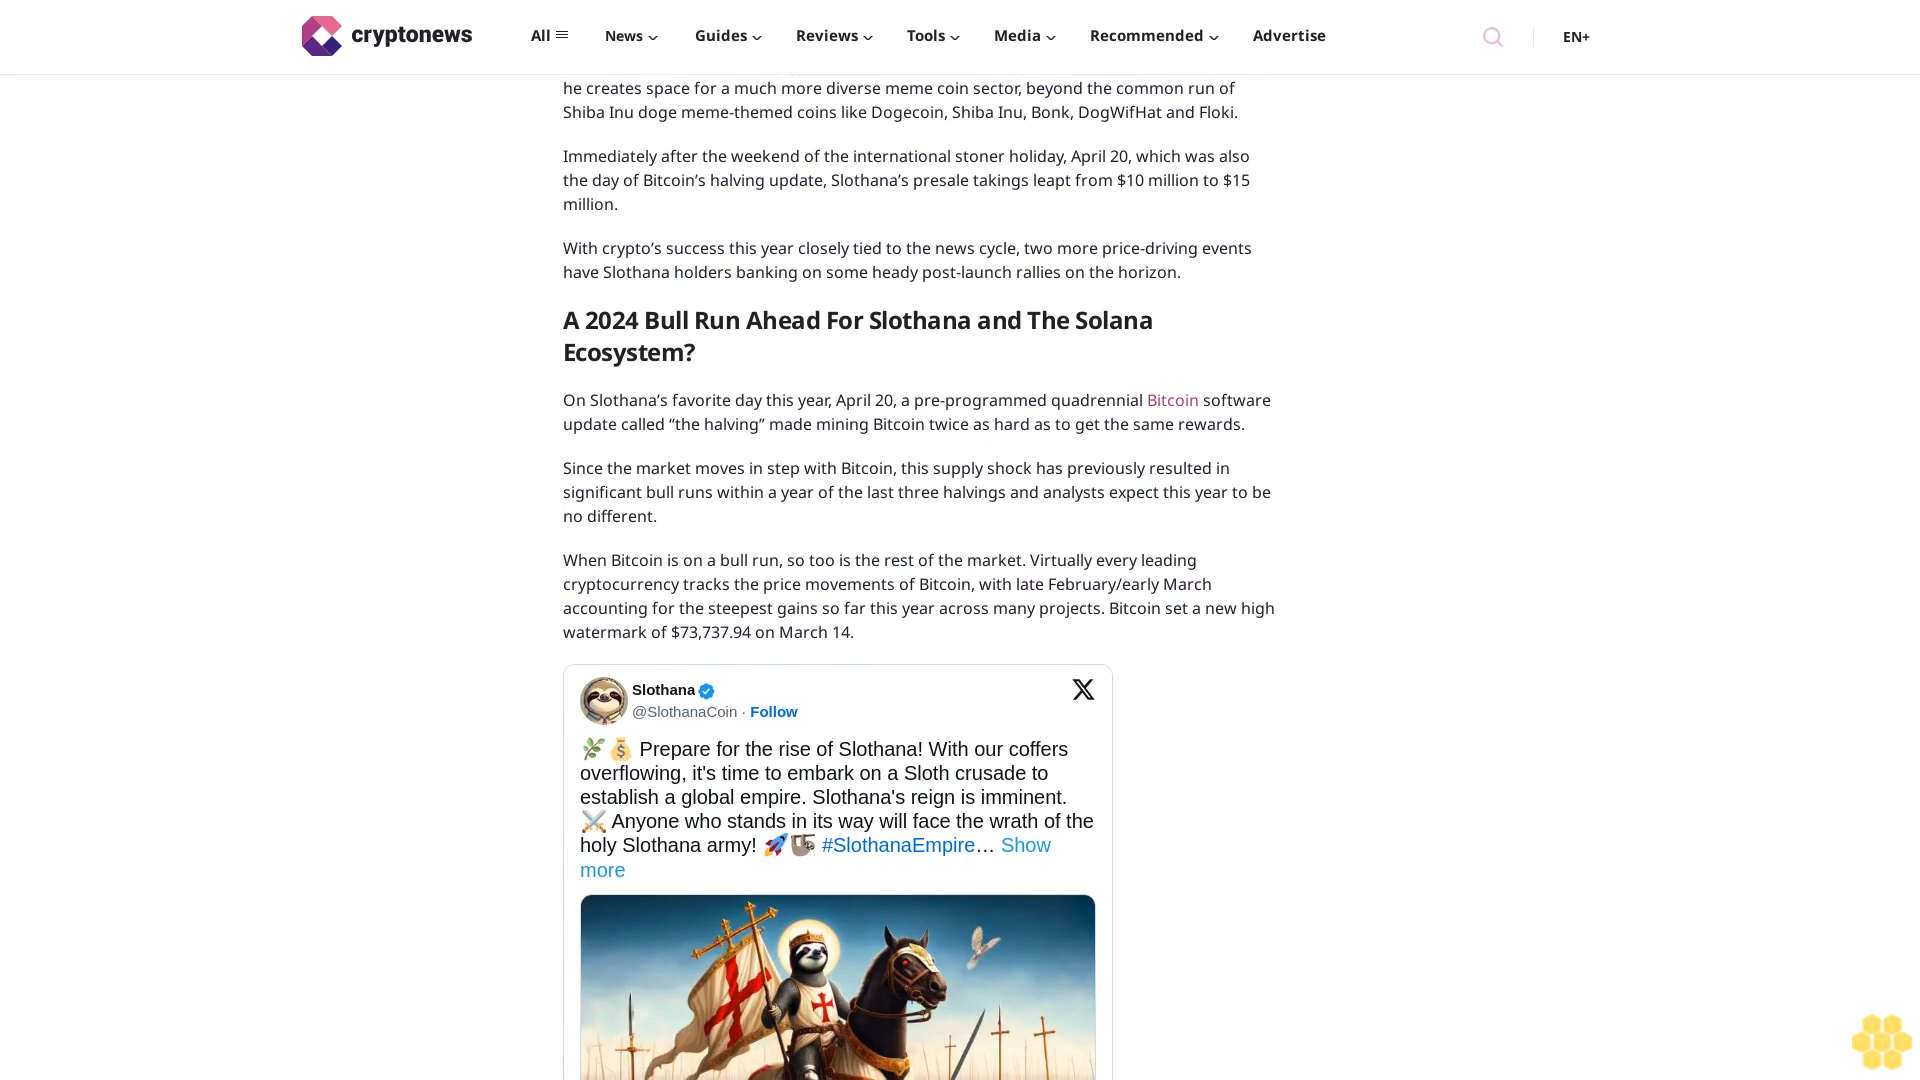 cryptonews
All
News
Guides
Reviews
Tools
Media
Recommended
Advertise
EN+
he creates space for a much more diverse meme coin sector, beyond the common run of
Shiba Inu doge meme-themed coins like Dogecoin, Shiba Inu, Bonk, DogWifHat and Floki.
Immediately after the weekend of the international stoner holiday, April 20, which was also
the day of Bitcoin’s halving update, Slothana’s presale takings leapt from $10 million to $15
million.
With crypto’s success this year closely tied to the news cycle, two more price-driving events
have Slothana holders banking on some heady post-launch rallies on the horizon.
A 2024 Bull Run Ahead For Slothana and The Solana
Ecosystem?
On Slothana’s favorite day this year, April 20, a pre-programmed quadrennial Bitcoin software
update called “the halving” made mining Bitcoin twice as hard as to get the same rewards.
Since the market moves in step with Bitcoin, this supply shock has previously resulted in
significant bull runs within a year of the last three halvings and analysts expect this year to be
no different.
When Bitcoin is on a bull run, so too is the rest of the market. Virtually every leading
cryptocurrency tracks the price movements of Bitcoin, with late February/early March
accounting for the steepest gains so far this year across many projects. Bitcoin set a new high
watermark of $73,737.94 on March 14.
Slothana
@SlothanaCoin · Follow
🌿💰 Prepare for the rise of Slothana! With our coffers
overflowing, it's time to embark on a Sloth crusade to
establish a global empire. Slothana's reign is imminent.
⚔️ Anyone who stands in its way will face the wrath of the
holy Slothana army! 🚀🦥 #SlothanaEmpire… Show
more